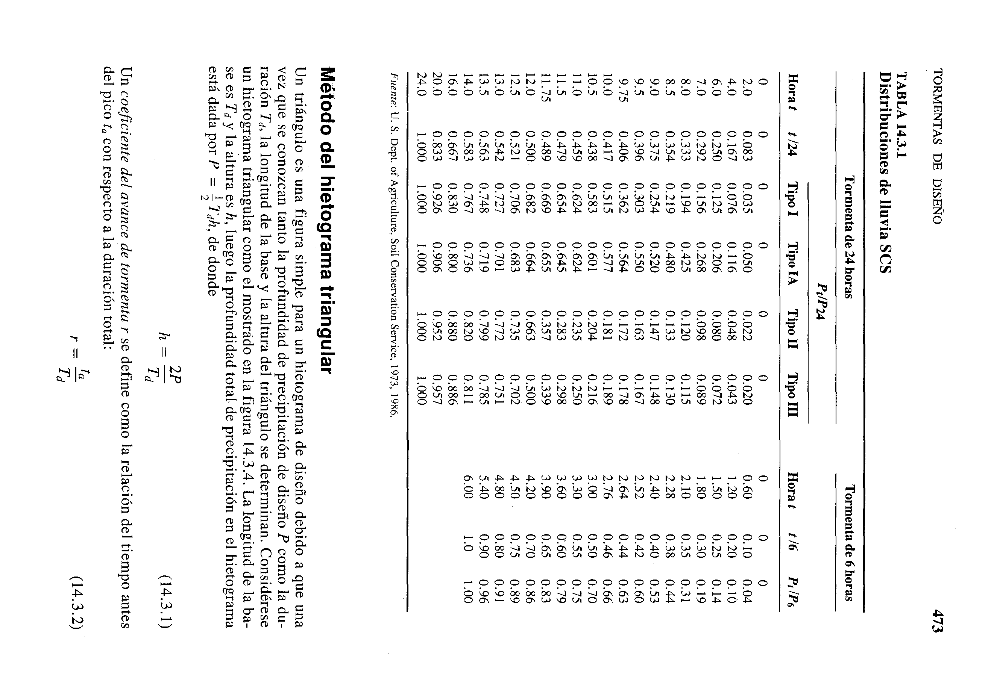 TORMENTAS DE DISEÑO 473
TABLA 14.3.1
Distribuciones de lluvia SCS
Tormenta de 24 horas Tormenta de 6 horas
Pt/P24
Hora t t/24 Tipo I Tipo IA Tipo II Tipo III Hora t t/6 Pt/P6
0 0 0 0 0 0 0 0 0
2.0 0.083 0.035 0.050 0.022 0.020 0.60 0.10 0.04
4.0 0.167 0.076 0.116 0.048 0.043 1.20 0.20 0.10
6.0 0.250 0.125 0.206 0.080 0.072 1.50 0.25 0.14
7.0 0.292 0.156 0.268 0.098 0.089 1.80 0.30 0.19
8.0 0.333 0.194 0.425 0.120 0.115 2.10 0.35 0.31
8.5 0.354 0.219 0.480 0.133 0.130 2.28 0.38 0.44
9.0 0.375 0.254 0.520 0.147 0.148 2.40 0.40 0.53
9.5 0.396 0.303 0.550 0.163 0.167 2.52 0.42 0.60
9.75 0.406 0.362 0.564 0.172 0.178 2.64 0.44 0.63
10.0 0.417 0.515 0.577 0.181 0.189 2.76 0.46 0.66
10.5 0.438 0.583 0.601 0.204 0.216 3.00 0.50 0.70
11.0 0.459 0.624 0.624 0.235 0.250 3.30 0.55 0.75
11.5 0.479 0.654 0.645 0.283 0.298 3.60 0.60 0.79
11.75 0.489 0.669 0.655 0.357 0.339 3.90 0.65 0.83
12.0 0.500 0.682 0.664 0.663 0.500 4.20 0.70 0.86
12.5 0.521 0.706 0.683 0.735 0.702 4.50 0.75 0.89
13.0 0.542 0.727 0.701 0.772 0.751 4.80 0.80 0.91
13.5 0.563 0.748 0.719 0.799 0.785 5.40 0.90 0.96
14.0 0.583 0.767 0.736 0.820 0.811 6.00 1.0 1.00
16.0 0.667 0.830 0.800 0.880 0.886
20.0 0.833 0.926 0.906 0.952 0.957
24.0 1.000 1.000 1.000 1.000 1.000
Fuente: U. S. Dept. of Agriculture, Soil Conservation Service, 1973, 1986.
Método del hietograma triangular
Un triángulo es una figura simple para un hietograma de diseño debido a que una
vez que se conozcan tanto la profundidad de precipitación de diseño P como la du-
ración Td, la longitud de la base y la altura del triángulo se determinan. Considérese
un hietograma triangular como el mostrado en la figura 14.3.4. La longitud de la ba-
se es Td y la altura es h, luego la profundidad total de precipitación en el hietograma
está dada por P = 1/2 Tdh, de donde
h = 2P/Td (14.3.1)
Un coeficiente del avance de tormenta r se define como la relación del tiempo antes
del pico ta con respecto a la duración total:
r = ta/Td (14.3.2)